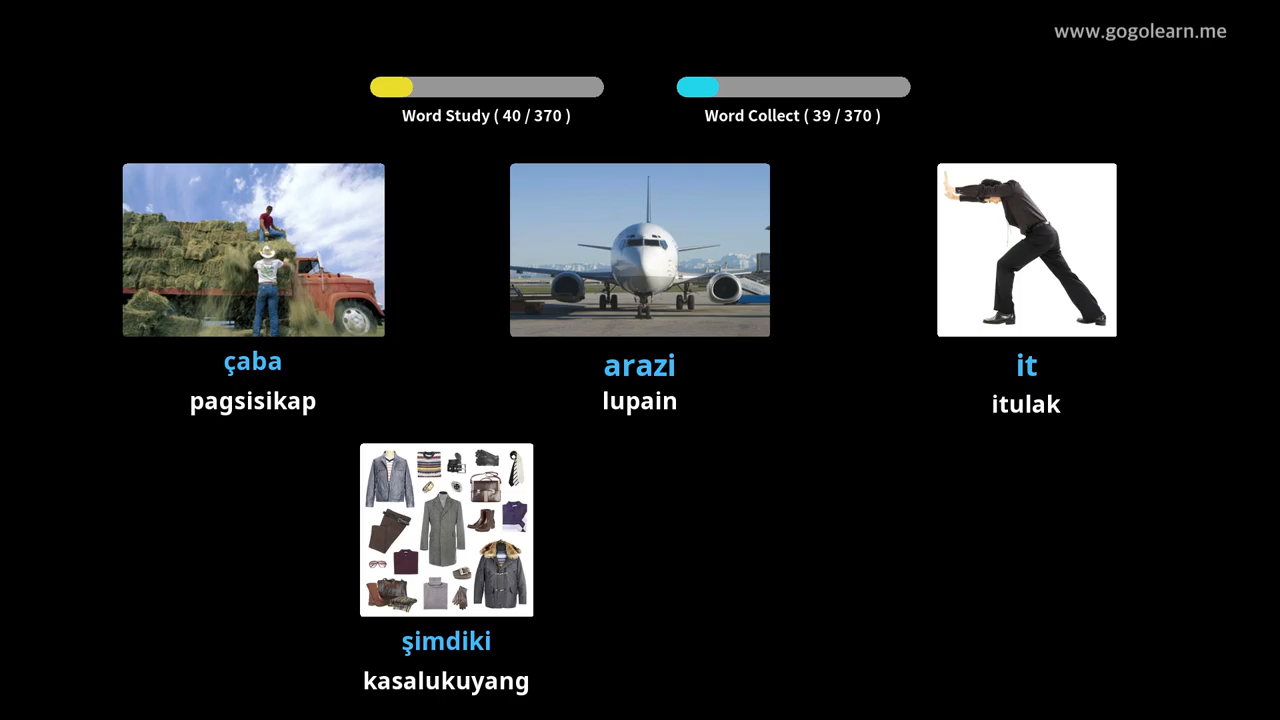 www.gogolearn.me
Word Study ( 40 / 370 )
Word Collect ( 39 / 370 )
çaba
pagsisikap
arazi
lupain
it
itulak
şimdiki
kasalukuyang